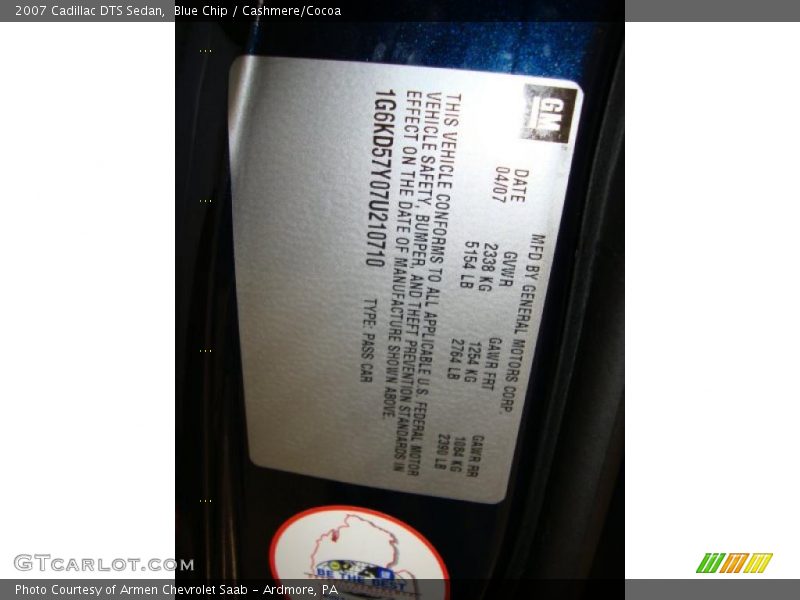 2007 Cadillac DTS Sedan, Blue Chip / Cashmere/Cocoa
GM
MFD BY GENERAL MOTORS CORP
DATE GVWR GAWR FRT GAWR RR
04/07 2338 KG 1254 KG 1084 KG
5154 LB 2764 LB 2390 LB
THIS VEHICLE CONFORMS TO ALL APPLICABLE U.S. FEDERAL MOTOR
VEHICLE SAFETY, BUMPER, AND THEFT PREVENTION STANDARDS IN
EFFECT ON THE DATE OF MANUFACTURE SHOWN ABOVE.
1G6KD57Y07U210710 TYPE: PASS CAR
BE THE BEST
GTcarlot.com
Photo Courtesy of Armen Chevrolet Saab - Ardmore, PA